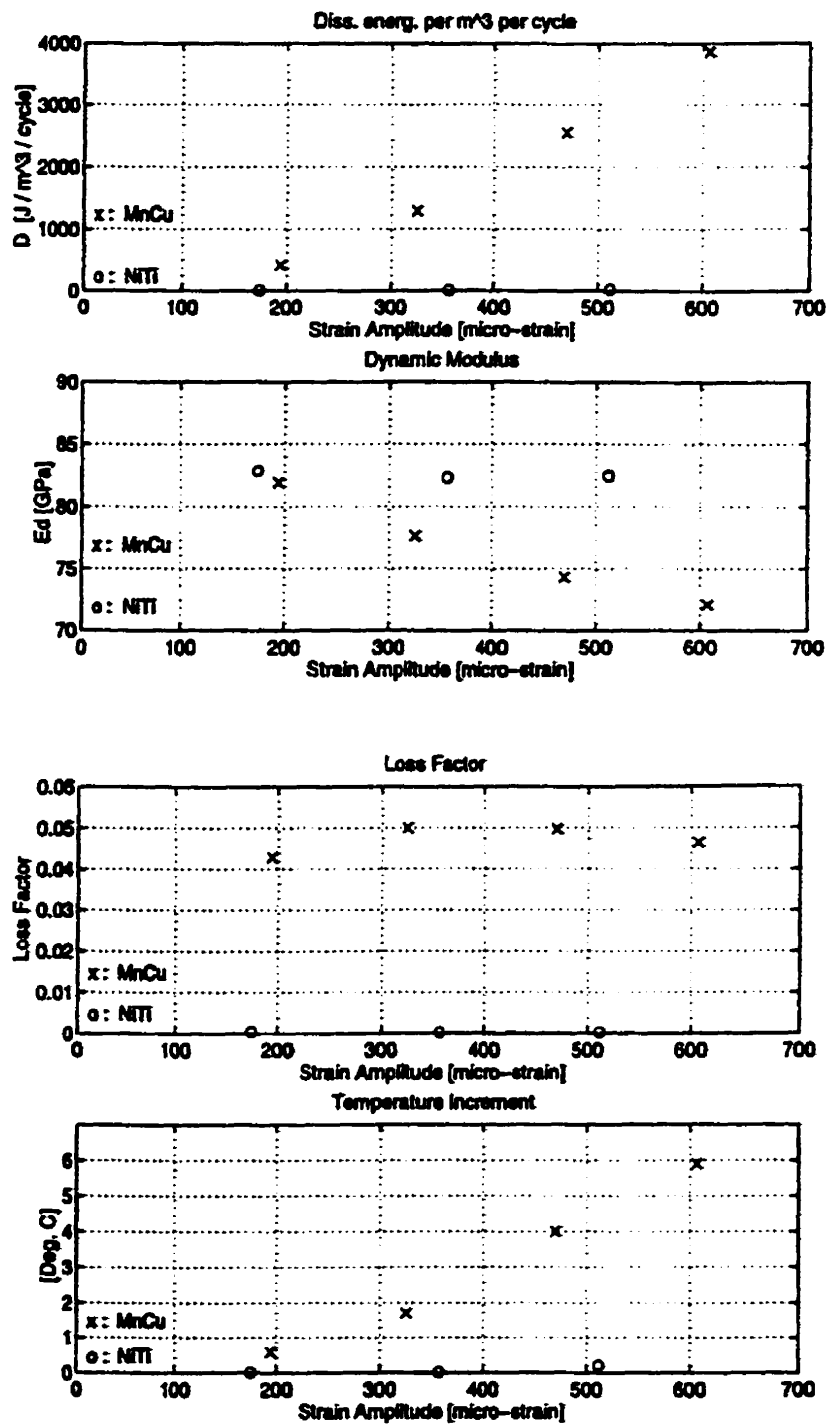 Diss. energ. per m^3 per cycle
4000
3000
2000
1000
0
D [J / m^3 / cycle]
x : MnCu
o : NiTi
0 100 200 300 400 500 600 700
Strain Amplitude [micro-strain]
Dynamic Modulus
90
85
80
75
70
Ed [GPa]
x : MnCu
o : NiTi
0 100 200 300 400 500 600 700
Strain Amplitude [micro-strain]
Loss Factor
0.06
0.05
0.04
0.03
0.02
0.01
0
Loss Factor
x : MnCu
o : NiTi
0 100 200 300 400 500 600 700
Strain Amplitude [micro-strain]
Temperature Increment
6
5
4
3
2
1
0
[Deg. C]
x : MnCu
o : NiTi
0 100 200 300 400 500 600 700
Strain Amplitude [micro-strain]